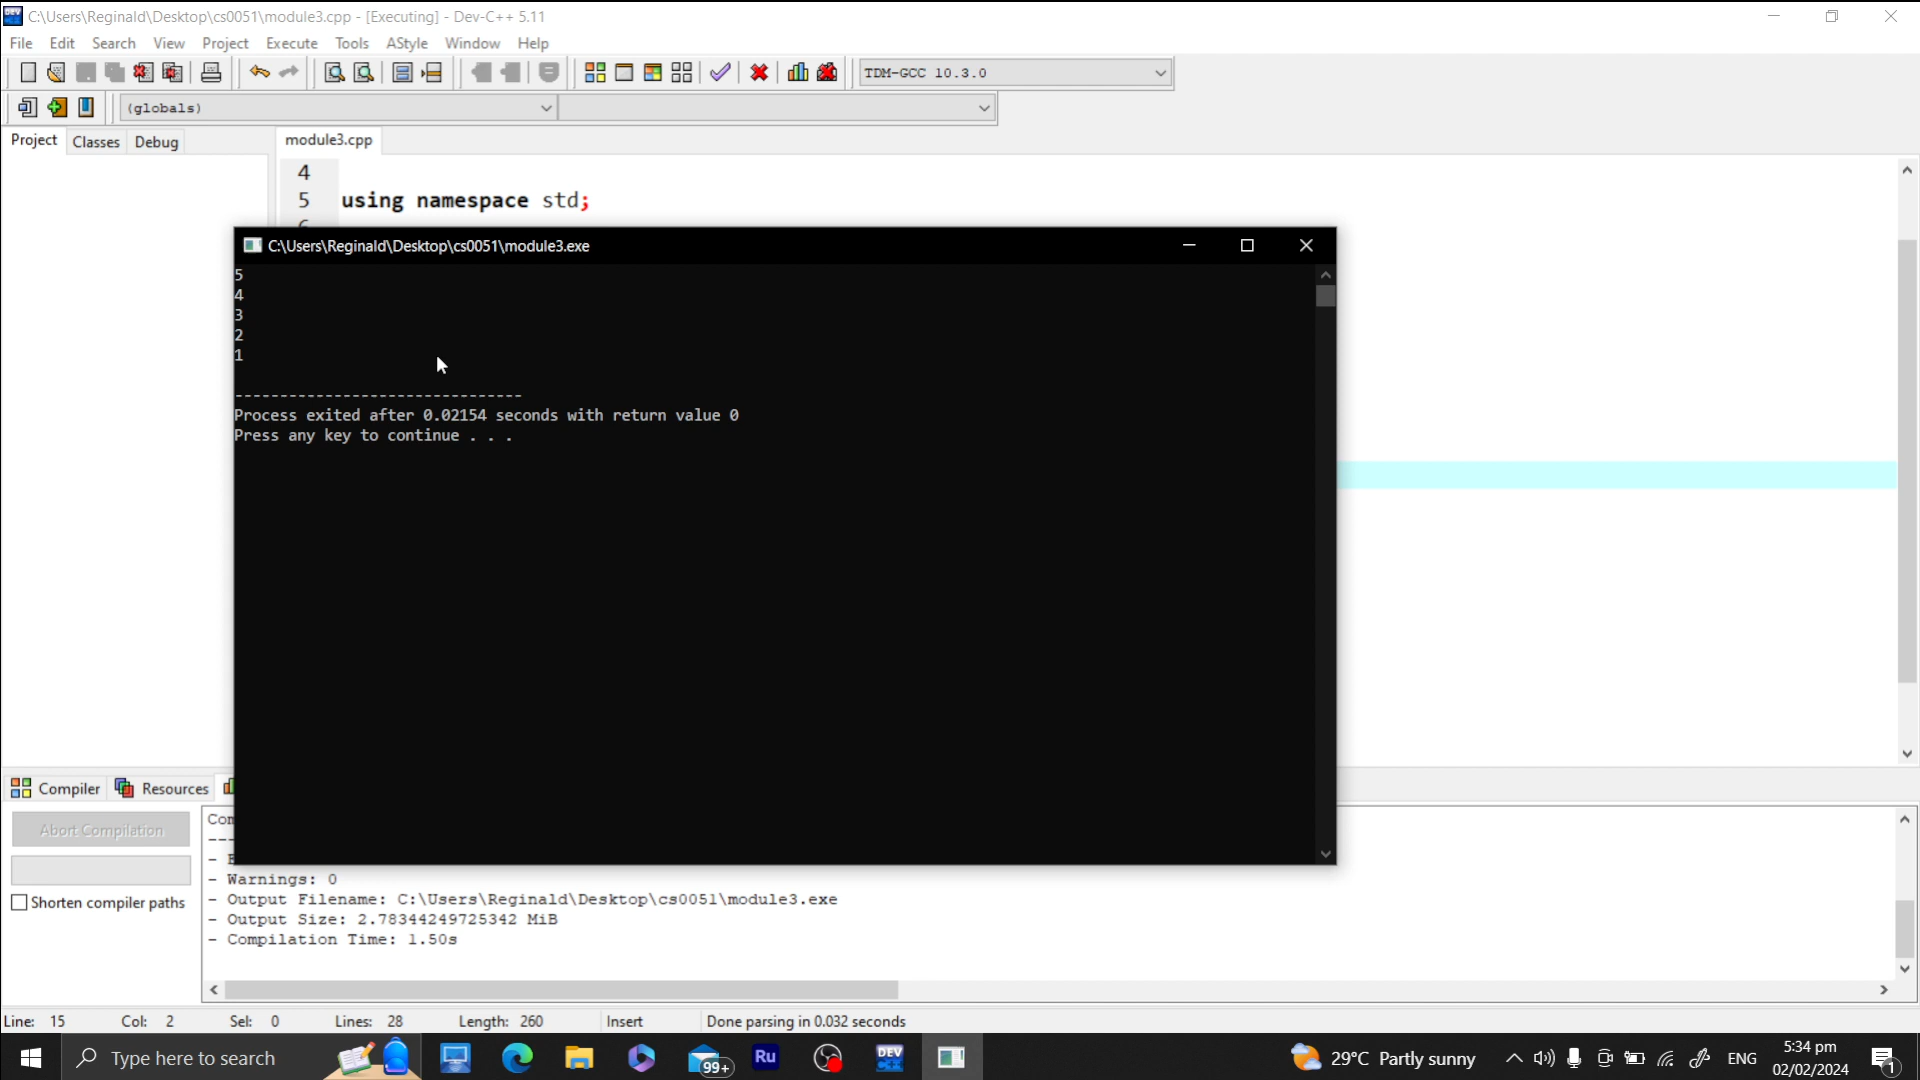 C:\Users\Reginald\Desktop\cs0051\module3.cpp - [Executing] - Dev-C++ 5.11
File Edit Search View Project Execute Tools AStyle Window Help
TDM-GCC 10.3.0
(globals)
Project Classes Debug
module3.cpp
4
5 using namespace std;
C:\Users\Reginald\Desktop\cs0051\module3.exe
5
4
3
2
1
--------------------------------
Process exited after 0.02154 seconds with return value 0
Press any key to continue . . .
Compiler Resources
Abort Compilation
Shorten compiler paths
- Warnings: 0
- Output Filename: C:\Users\Reginald\Desktop\cs0051\module3.exe
- Output Size: 2.78344249725342 MiB
- Compilation Time: 1.50s
Line: 15 Col: 2 Sel: 0 Lines: 28 Length: 260 Insert Done parsing in 0.032 seconds
Type here to search
99+
Ru
DEV
29°C Partly sunny
ENG
5:34 pm
02/02/2024
1